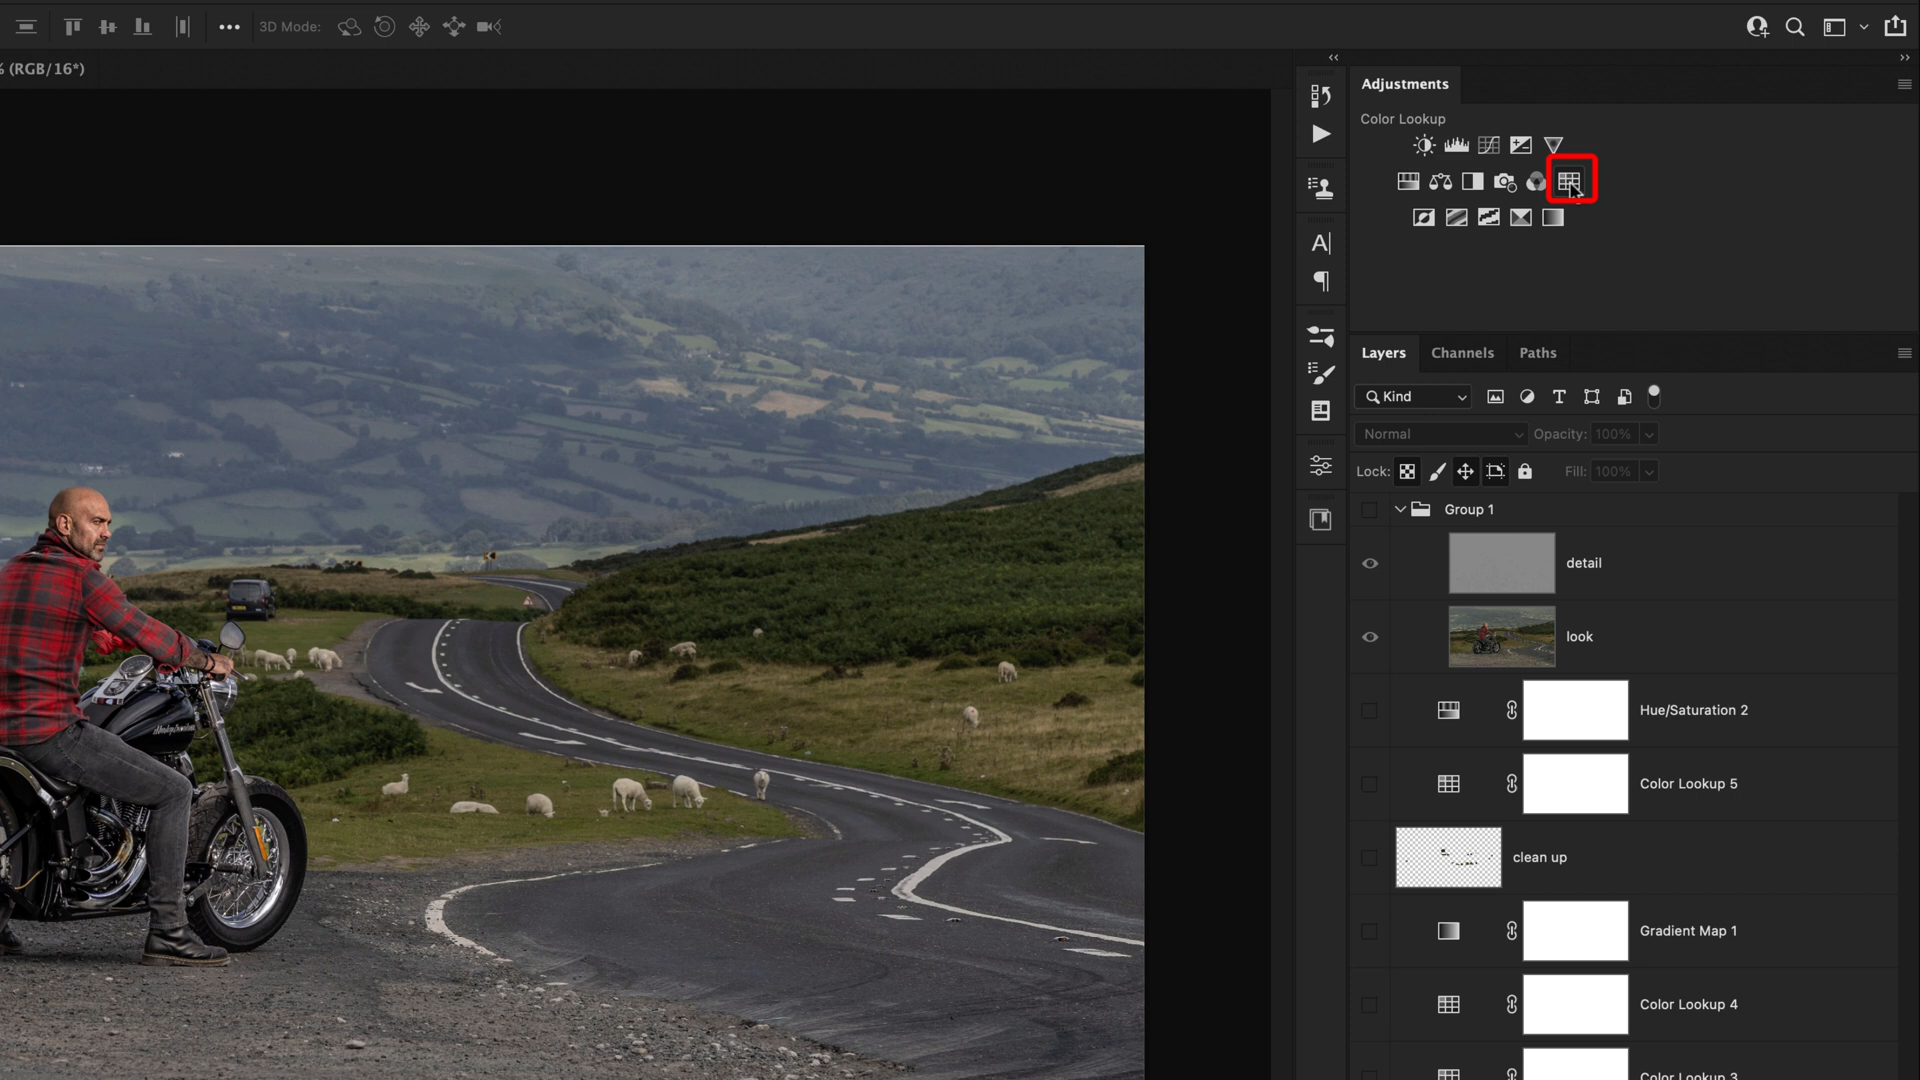 3D Mode:
% (RGB/16*)
Adjustments
Color Lookup
Layers
Channels
Paths
Kind
Normal
Opacity: 100%
Lock:
Fill: 100%
Group 1
detail
look
Hue/Saturation 2
Color Lookup 5
clean up
Gradient Map 1
Color Lookup 4
Color Lookup 3